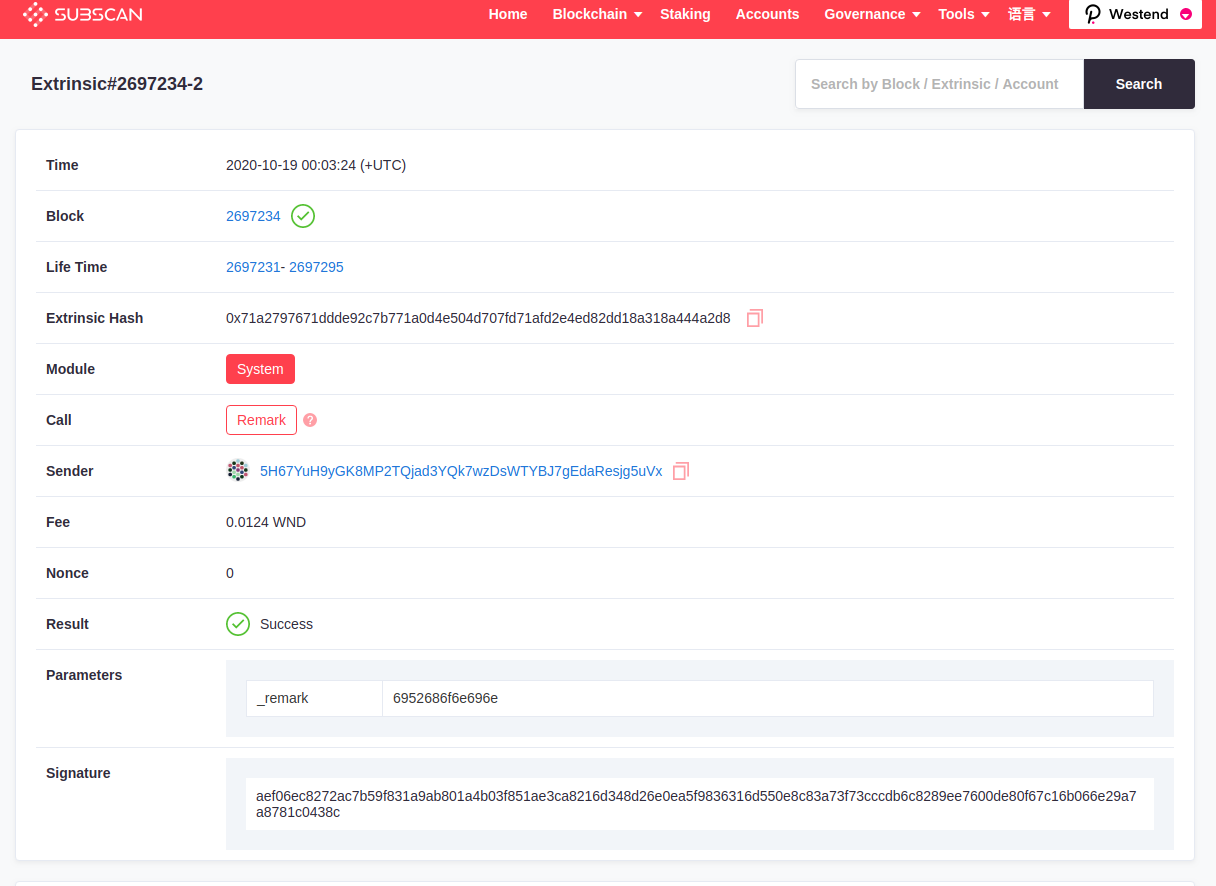 SUBSCAN Home Blockchain Staking Accounts Governance Tools 语言 Westend
Extrinsic#2697234-2 Search by Block / Extrinsic / Account Search
Time 2020-10-19 00:03:24 (+UTC)
Block 2697234
Life Time 2697231- 2697295
Extrinsic Hash 0x71a2797671ddde92c7b771a0d4e504d707fd71afd2e4ed82dd18a318a444a2d8
Module System
Call Remark ?
Sender 5H67YuH9yGK8MP2TQjad3YQk7wzDsWTYBJ7gEdaResjg5uVx
Fee 0.0124 WND
Nonce 0
Result Success
Parameters
_remark 6952686f6e696e
Signature
aef06ec8272ac7b59f831a9ab801a4b03f851ae3ca8216d348d26e0ea5f9836316d550e8c83a73f73cccdb6c8289ee7600de80f67c16b066e29a7
a8781c0438c